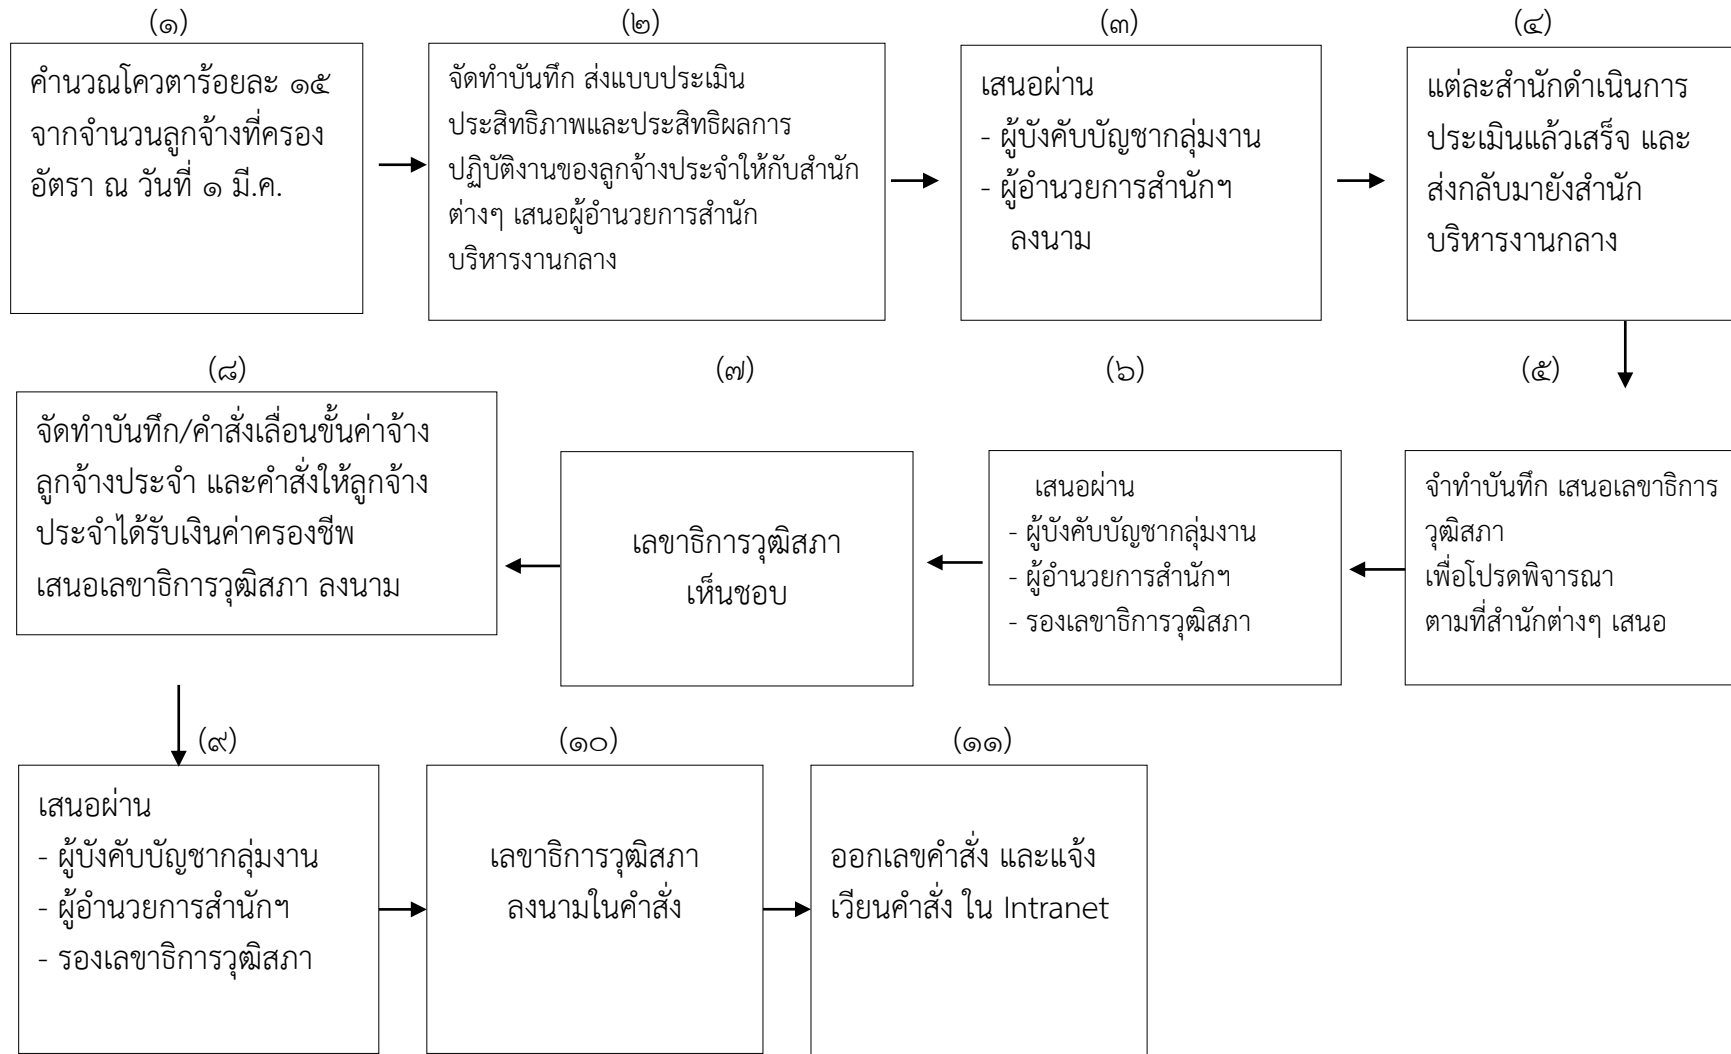 (๑)
คำนวณโควตาร้อยละ ๑๕
จากจำนวนลูกจ้างที่ครอง
อัตรา ณ วันที่ ๑ มี.ค.
(๒)
จัดทำบันทึก ส่งแบบประเมิน
ประสิทธิภาพและประสิทธิผลการ
ปฏิบัติงานของลูกจ้างประจำให้กับสำนัก
ต่างๆ เสนอผู้อำนวยการสำนัก
บริหารงานกลาง
(๓)
เสนอผ่าน
- ผู้บังคับบัญชากลุ่มงาน
- ผู้อำนวยการสำนักฯ
ลงนาม
(๔)
แต่ละสำนักดำเนินการ
ประเมินแล้วเสร็จ และ
ส่งกลับมายังสำนัก
บริหารงานกลาง
(๕)
จำทำบันทึก เสนอเลขาธิการ
วุฒิสภา
เพื่อโปรดพิจารณา
ตามที่สำนักต่างๆ เสนอ
(๖)
เสนอผ่าน
- ผู้บังคับบัญชากลุ่มงาน
- ผู้อำนวยการสำนักฯ
- รองเลขาธิการวุฒิสภา
(๗)
เลขาธิการวุฒิสภา
เห็นชอบ
(๘)
จัดทำบันทึก/คำสั่งเลื่อนขั้นค่าจ้าง
ลูกจ้างประจำ และคำสั่งให้ลูกจ้าง
ประจำได้รับเงินค่าครองชีพ
เสนอเลขาธิการวุฒิสภา ลงนาม
(๙)
เสนอผ่าน
- ผู้บังคับบัญชากลุ่มงาน
- ผู้อำนวยการสำนักฯ
- รองเลขาธิการวุฒิสภา
(๑๐)
เลขาธิการวุฒิสภา
ลงนามในคำสั่ง
(๑๑)
ออกเลขคำสั่ง และแจ้ง
เวียนคำสั่ง ใน Intranet